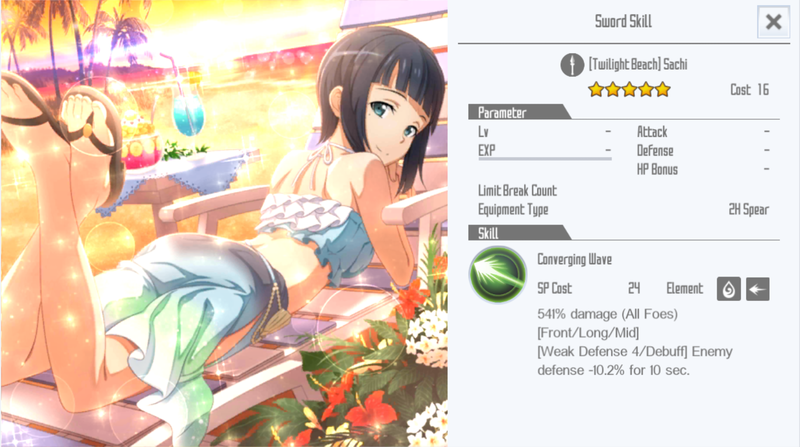 Sword Skill
[Twilight Beach] Sachi
Cost 16
Parameter
Lv - Attack -
EXP - Defense -
HP Bonus -
Limit Break Count
Equipment Type 2H Spear
Skill
Converging Wave
SP Cost 24 Element
541% damage (All Foes)
[Front/Long/Mid]
[Weak Defense 4/Debuff] Enemy
defense -10.2% for 10 sec.